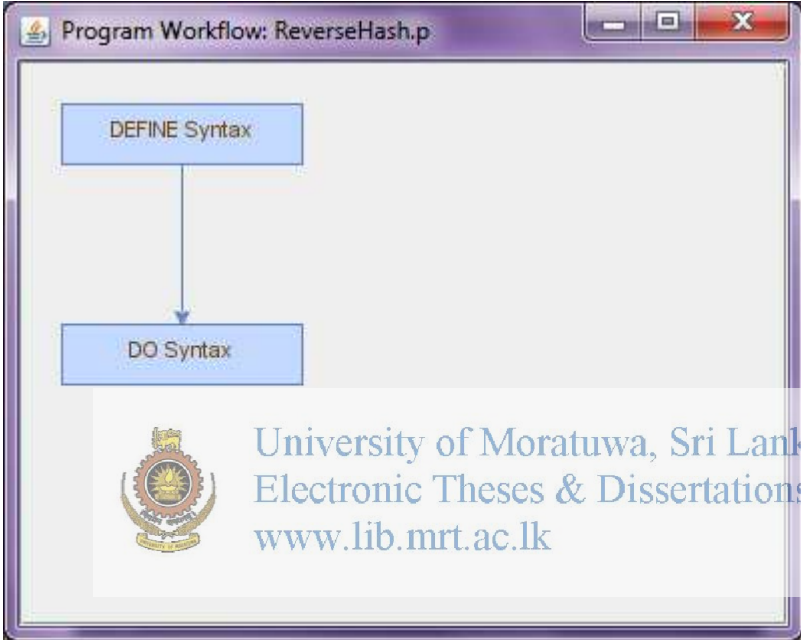 Program Workflow: ReverseHash.p
DEFINE Syntax
DO Syntax
University of Moratuwa, Sri Lank
Electronic Theses & Dissertations
www.lib.mrt.ac.lk